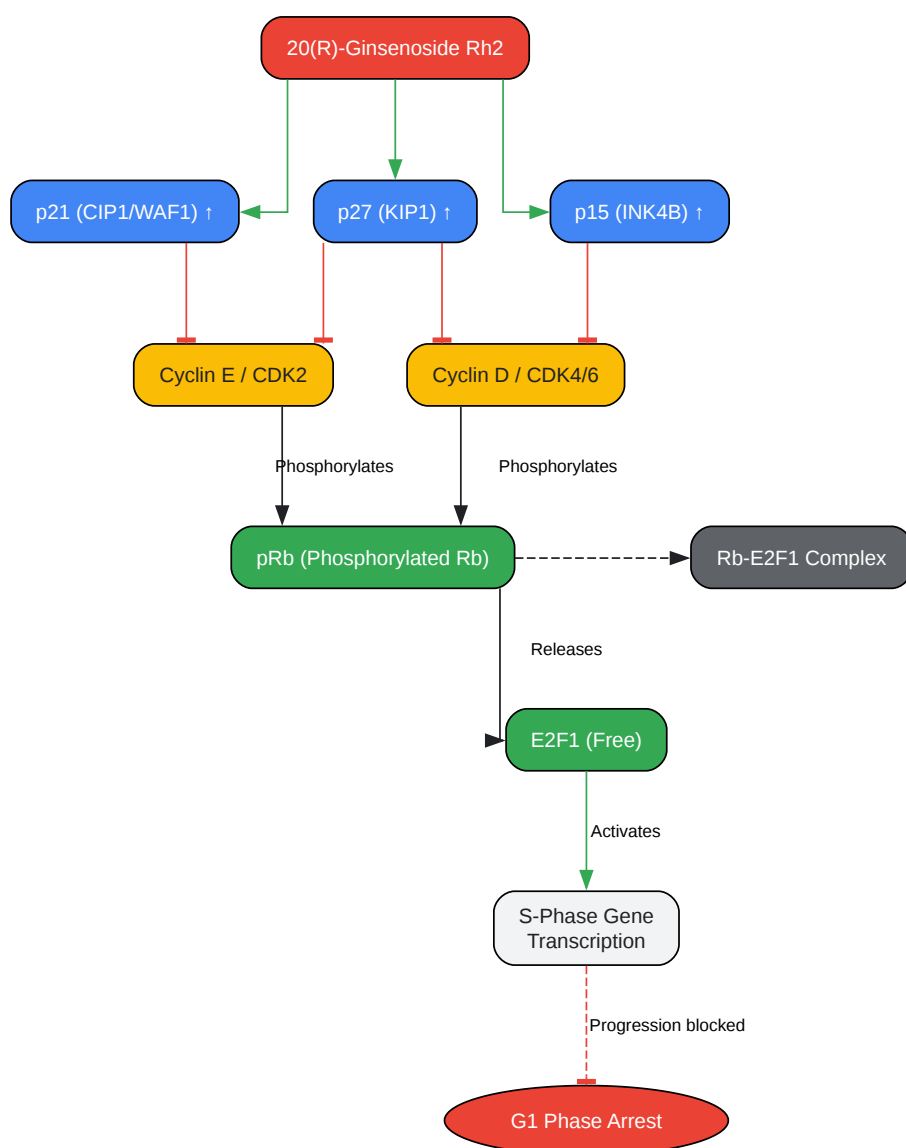 20(R)-Ginsenoside Rh2
p21 (CIP1/WAF1) ↑
p27 (KIP1) ↑
p15 (INK4B) ↑
Cyclin E / CDK2
Cyclin D / CDK4/6
Phosphorylates
Phosphorylates
pRb (Phosphorylated Rb)
Rb-E2F1 Complex
Releases
E2F1 (Free)
Activates
S-Phase Gene
Transcription
Progression blocked
G1 Phase Arrest